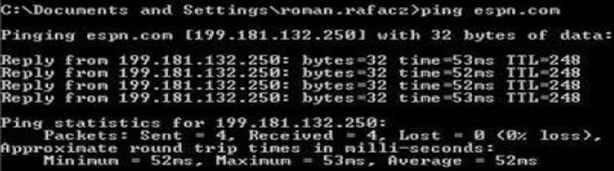 C:\Documents and Settings\roman.rafacz>ping espn.com
Pinging espn.com [199.181.132.250] with 32 bytes of data:
Reply from 199.181.132.250: bytes=32 time=53ms TTL=248
Reply from 199.181.132.250: bytes=32 time=52ms TTL=248
Reply from 199.181.132.250: bytes=32 time=52ms TTL=248
Reply from 199.181.132.250: bytes=32 time=52ms TTL=248
Ping statistics for 199.181.132.250:
Packets: Sent = 4, Received = 4, Lost = 0 (0% loss),
Approximate round trip times in milli-seconds:
Minimum = 52ms, Maximum = 53ms, Average = 52ms